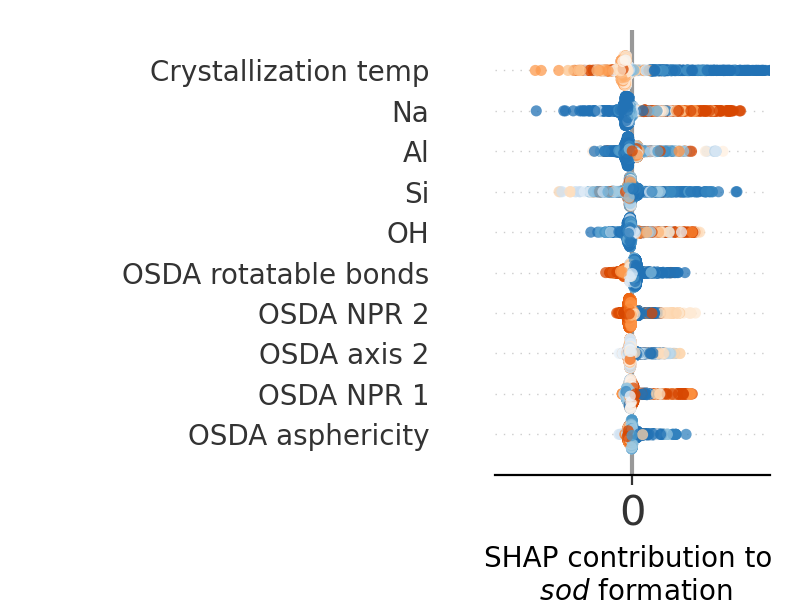 Crystallization temp
Na
Al
Si
OH
OSDA rotatable bonds
OSDA NPR 2
OSDA axis 2
OSDA NPR 1
OSDA asphericity
0
SHAP contribution to
sod formation